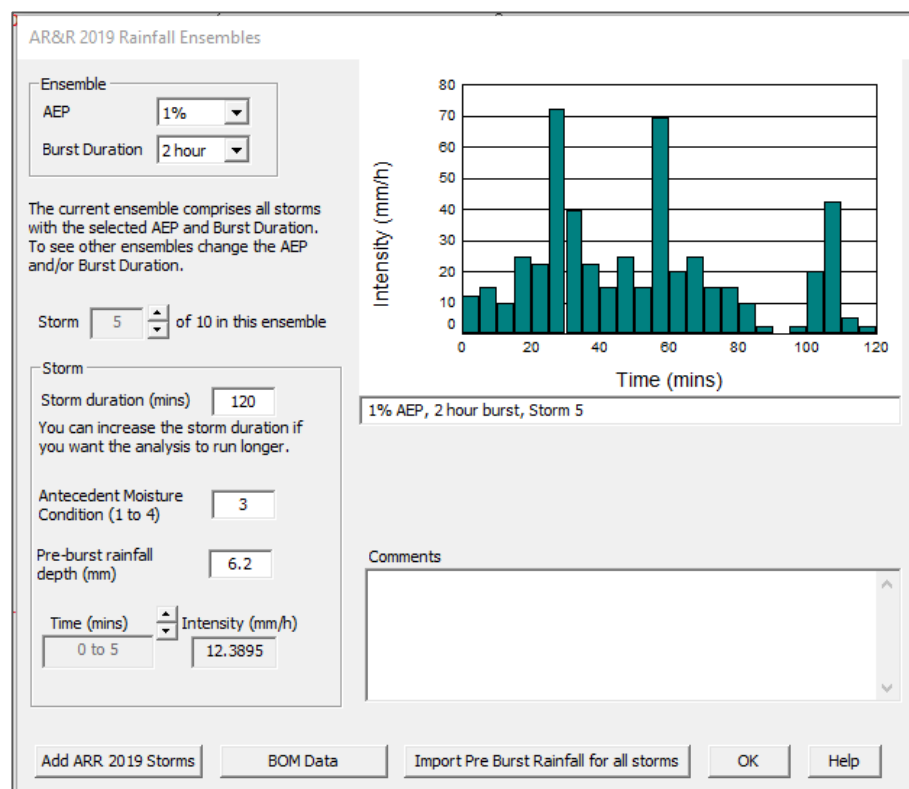 AR&R 2019 Rainfall Ensembles
Ensemble
AEP 1%
Burst Duration 2 hour
The current ensemble comprises all storms
with the selected AEP and Burst Duration.
To see other ensembles change the AEP
and/or Burst Duration.
Storm 5 of 10 in this ensemble
Storm
Storm duration (mins) 120
You can increase the storm duration if
you want the analysis to run longer.
Antecedent Moisture
Condition (1 to 4) 3
Pre-burst rainfall
depth (mm) 6.2
Time (mins) Intensity (mm/h)
0 to 5 12.3895
Intensity (mm/h)
80
70
60
50
40
30
20
10
0
0 20 40 60 80 100 120
Time (mins)
1% AEP, 2 hour burst, Storm 5
Comments
Add ARR 2019 Storms BOM Data Import Pre Burst Rainfall for all storms OK Help